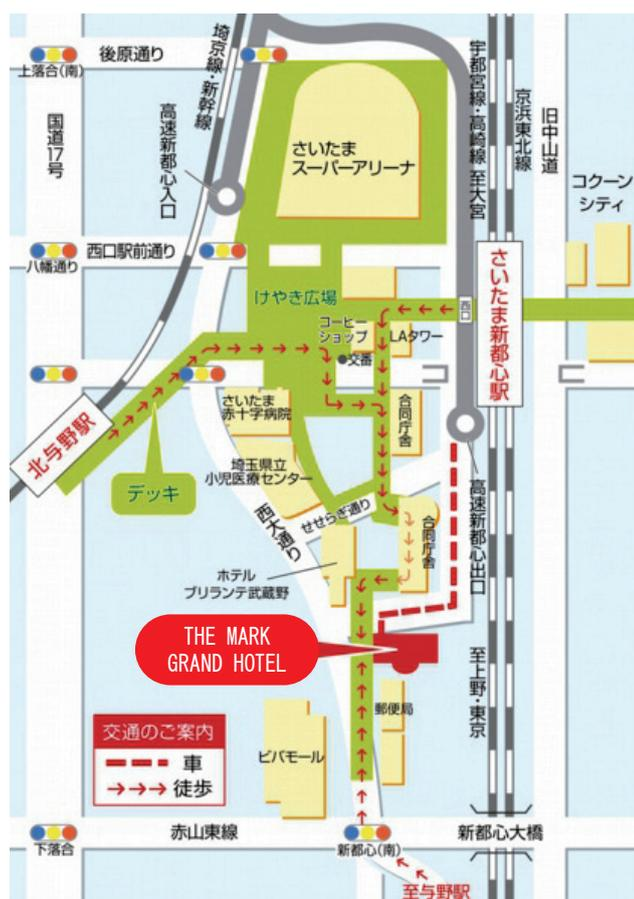 後原通り
上落合(南)
埼京線・新幹線
国道17号
高速新都心入口
さいたま
スーパーアリーナ
宇都宮線・高崎線 至大宮
京浜東北線
旧中山道
コクーン
シティ
西口駅前通り
八幡通り
けやき広場
コーヒー
ショップ
LAタワー
西口
さいたま新都心駅
●交番
さいたま
赤十字病院
合同庁舎
北与野駅
デッキ
埼玉県立
小児医療センター
西大通り
せせらぎ通り
合同庁舎
高速新都心出口
ホテル
ブリランテ武蔵野
THE MARK
GRAND HOTEL
至上野・東京
郵便局
交通のご案内
車
徒歩
ビバモール
赤山東線
下落合
新都心(南)
新都心大橋
至与野駅